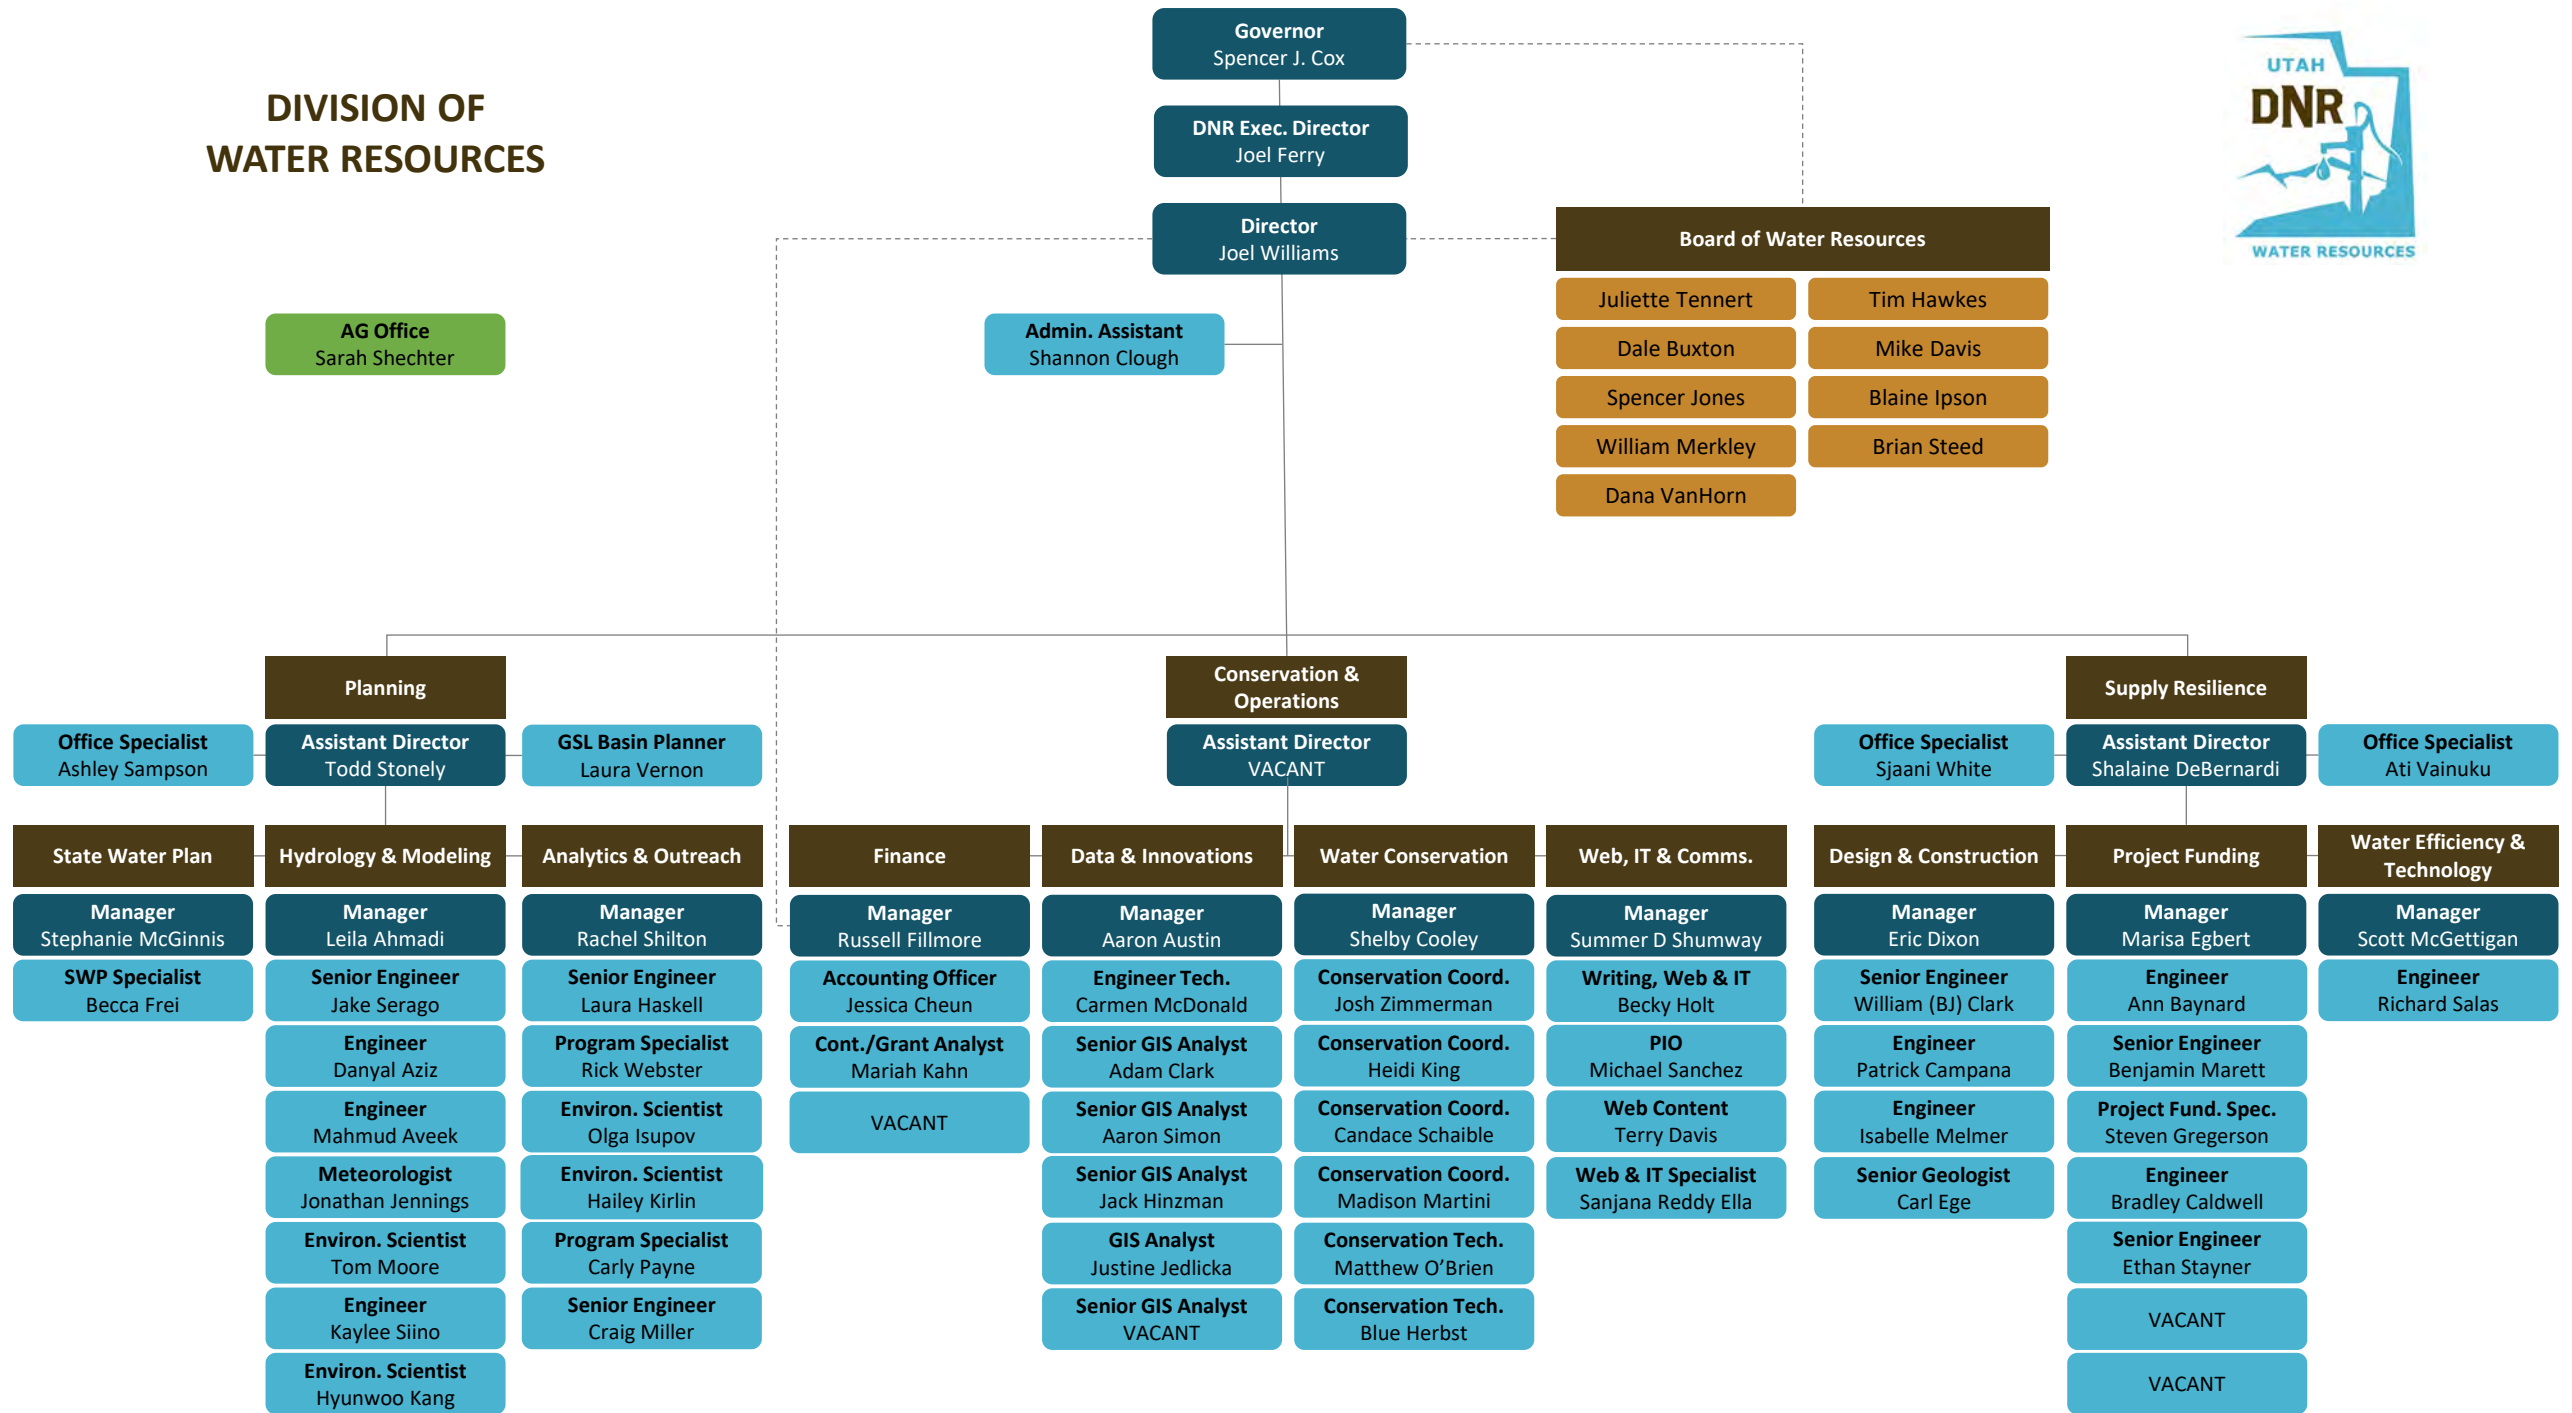 DIVISION OF
WATER RESOURCES
Governor
Spencer J. Cox
DNR Exec. Director
Joel Ferry
Director
Joel Williams
UTAH
DNR
WATER RESOURCES
AG Office
Sarah Shechter
Admin. Assistant
Shannon Clough
Board of Water Resources
Juliette Tennert
Tim Hawkes
Dale Buxton
Mike Davis
Spencer Jones
Blaine Ipson
William Merkley
Brian Steed
Dana VanHorn
Planning
Office Specialist
Ashley Sampson
Assistant Director
Todd Stonely
GSL Basin Planner
Laura Vernon
State Water Plan
Manager
Stephanie McGinnis
SWP Specialist
Becca Frei
Hydrology & Modeling
Manager
Leila Ahmadi
Senior Engineer
Jake Serago
Engineer
Danyal Aziz
Engineer
Mahmud Aveek
Meteorologist
Jonathan Jennings
Environ. Scientist
Tom Moore
Engineer
Kaylee Siino
Environ. Scientist
Hyunwoo Kang
Analytics & Outreach
Manager
Rachel Shilton
Senior Engineer
Laura Haskell
Program Specialist
Rick Webster
Environ. Scientist
Olga Isupov
Environ. Scientist
Hailey Kirlin
Program Specialist
Carly Payne
Senior Engineer
Craig Miller
Conservation &
Operations
Assistant Director
VACANT
Finance
Manager
Russell Fillmore
Accounting Officer
Jessica Cheun
Cont./Grant Analyst
Mariah Kahn
VACANT
Data & Innovations
Manager
Aaron Austin
Engineer Tech.
Carmen McDonald
Senior GIS Analyst
Adam Clark
Senior GIS Analyst
Aaron Simon
Senior GIS Analyst
Jack Hinzman
GIS Analyst
Justine Jedlicka
Senior GIS Analyst
VACANT
Water Conservation
Manager
Shelby Cooley
Conservation Coord.
Josh Zimmerman
Conservation Coord.
Heidi King
Conservation Coord.
Candace Schaible
Conservation Coord.
Madison Martini
Conservation Tech.
Matthew O’Brien
Conservation Tech.
Blue Herbst
Web, IT & Comms.
Manager
Summer D Shumway
Writing, Web & IT
Becky Holt
PIO
Michael Sanchez
Web Content
Terry Davis
Web & IT Specialist
Sanjana Reddy Ella
Supply Resilience
Office Specialist
Sjaani White
Assistant Director
Shalaine DeBernardi
Office Specialist
Ati Vainuku
Design & Construction
Manager
Eric Dixon
Senior Engineer
William (BJ) Clark
Engineer
Patrick Campana
Engineer
Isabelle Melmer
Senior Geologist
Carl Ege
Project Funding
Manager
Marisa Egbert
Engineer
Ann Baynard
Senior Engineer
Benjamin Marett
Project Fund. Spec.
Steven Gregerson
Engineer
Bradley Caldwell
Senior Engineer
Ethan Stayner
VACANT
VACANT
Water Efficiency &
Technology
Manager
Scott McGettigan
Engineer
Richard Salas